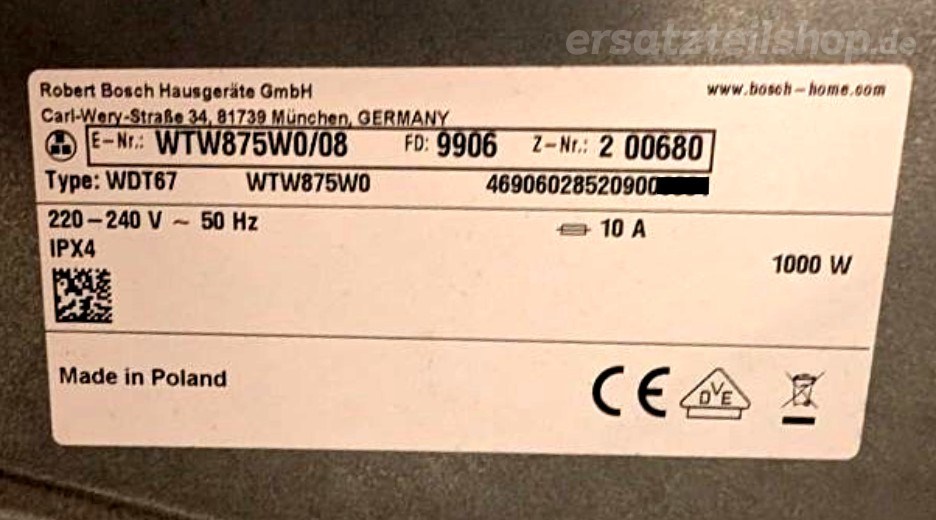 ersatzteilshop.de
Robert Bosch Hausgeräte GmbH www.bosch-home.com
Carl-Wery-Straße 34, 81739 München, GERMANY
E-Nr.: WTW875W0/08 FD: 9906 Z-Nr.: 2 00680
Type: WDT67 WTW875W0 46906028520900
220-240 V ~ 50 Hz 10 A
IPX4
1000 W
Made in Poland
CE DVE